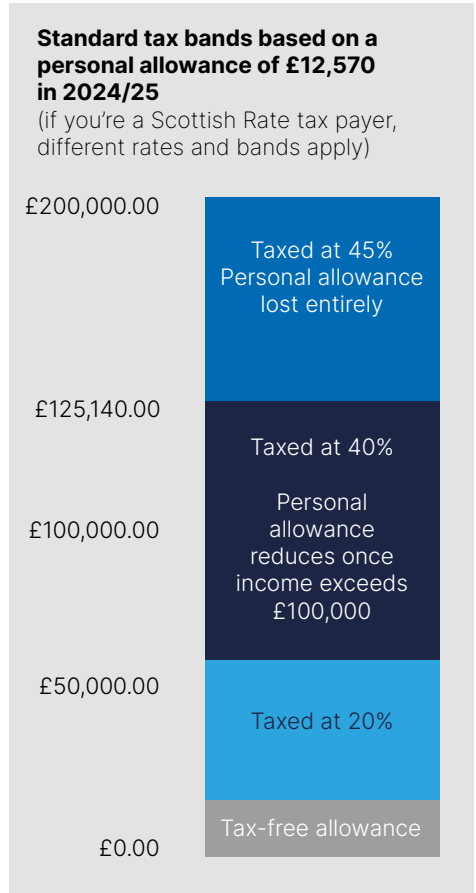 Standard tax bands based on a
personal allowance of £12,570
in 2024/25
(if you're a Scottish Rate tax payer,
different rates and bands apply)
£200,000.00
Taxed at 45%
Personal allowance
lost entirely
£125,140.00
Taxed at 40%
£100,000.00
Personal
allowance
reduces once
income exceeds
£100,000
£50,000.00
Taxed at 20%
Tax-free allowance
£0.00